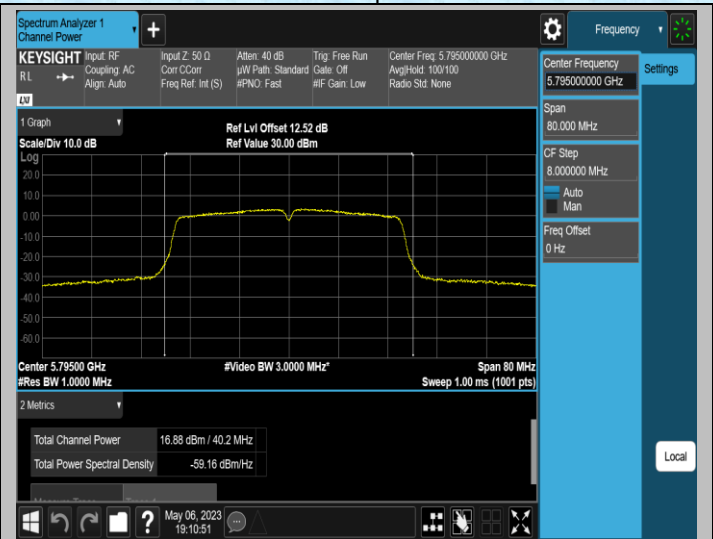 Spectrum Analyzer 1
Channel Power
+
Frequency
KEYSIGHT
R L
LXI
Input: RF
Coupling: AC
Align: Auto
Input Z: 50 Ω
Corr CCorr
Freq Ref: Int (S)
Atten: 40 dB
µW Path: Standard
#PNO: Fast
Trig: Free Run
Gate: Off
#IF Gain: Low
Center Freq: 5.795000000 GHz
Avg|Hold: 100/100
Radio Std: None
Center Frequency
5.795000000 GHz
Settings
Span
80.000 MHz
CF Step
8.000000 MHz
Auto
Man
Freq Offset
0 Hz
1 Graph
Scale/Div 10.0 dB
Ref Lvl Offset 12.52 dB
Ref Value 30.00 dBm
Log
20.0
10.0
0.00
-10.0
-20.0
-30.0
-40.0
-50.0
-60.0
Center 5.79500 GHz
#Res BW 1.0000 MHz
#Video BW 3.0000 MHz*
Span 80 MHz
Sweep 1.00 ms (1001 pts)
2 Metrics
Total Channel Power 16.88 dBm / 40.2 MHz
Total Power Spectral Density -59.16 dBm/Hz
Local
?
May 06, 2023
19:10:51